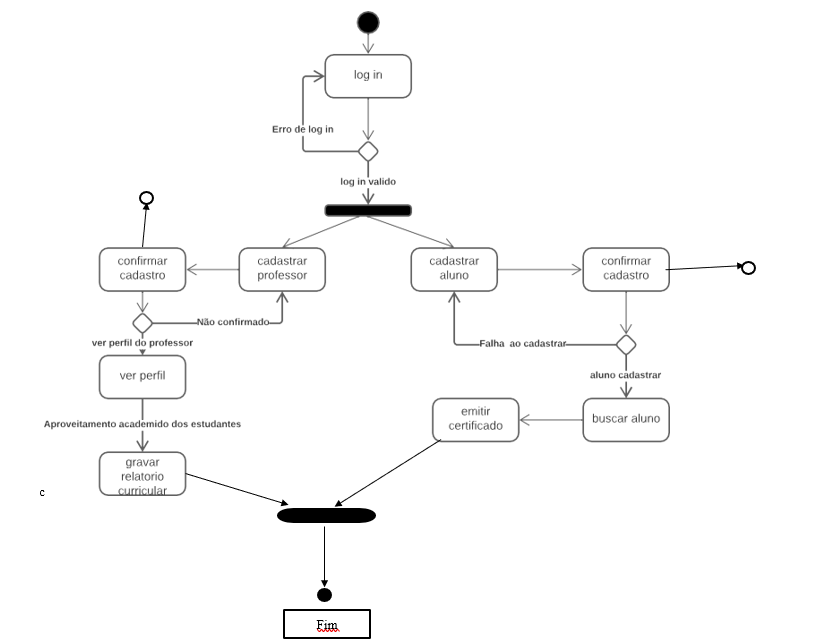 log in
Erro de log in
log in valido
confirmar
cadastro
cadastrar
professor
cadastrar
aluno
confirmar
cadastro
Não confirmado
ver perfil do professor
Falha ao cadastrar
ver perfil
aluno cadastrar
Aproveitamento academido dos estudantes
emitir
certificado
buscar aluno
gravar
relatorio
curricular
c
Fim